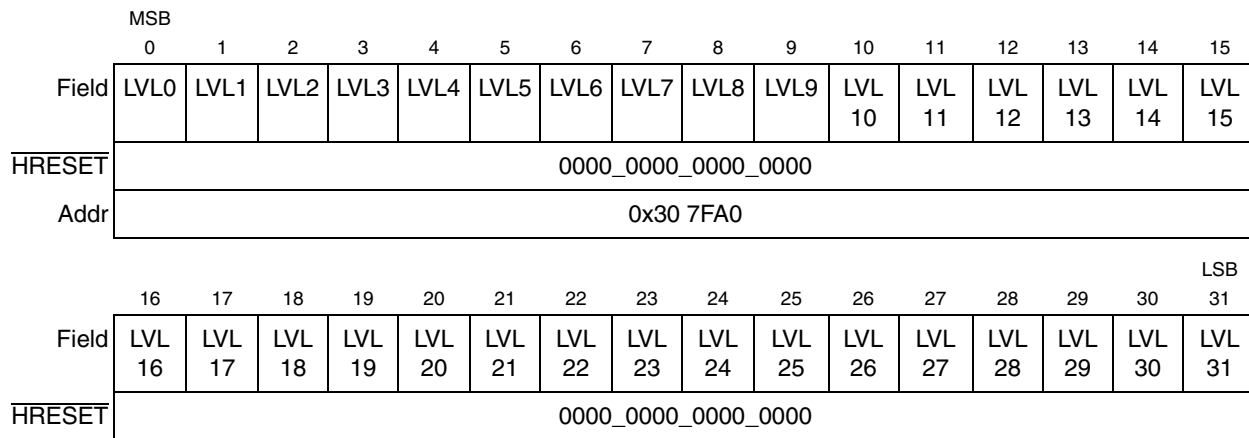 MSB
0 1 2 3 4 5 6 7 8 9 10 11 12 13 14 15
Field LVL0 LVL1 LVL2 LVL3 LVL4 LVL5 LVL6 LVL7 LVL8 LVL9 LVL LVL LVL LVL LVL LVL
10 11 12 13 14 15
HRESET 0000_0000_0000_0000
Addr 0x30 7FA0
LSB
16 17 18 19 20 21 22 23 24 25 26 27 28 29 30 31
Field LVL LVL LVL LVL LVL LVL LVL LVL LVL LVL LVL LVL LVL LVL LVL LVL
16 17 18 19 20 21 22 23 24 25 26 27 28 29 30 31
HRESET 0000_0000_0000_0000